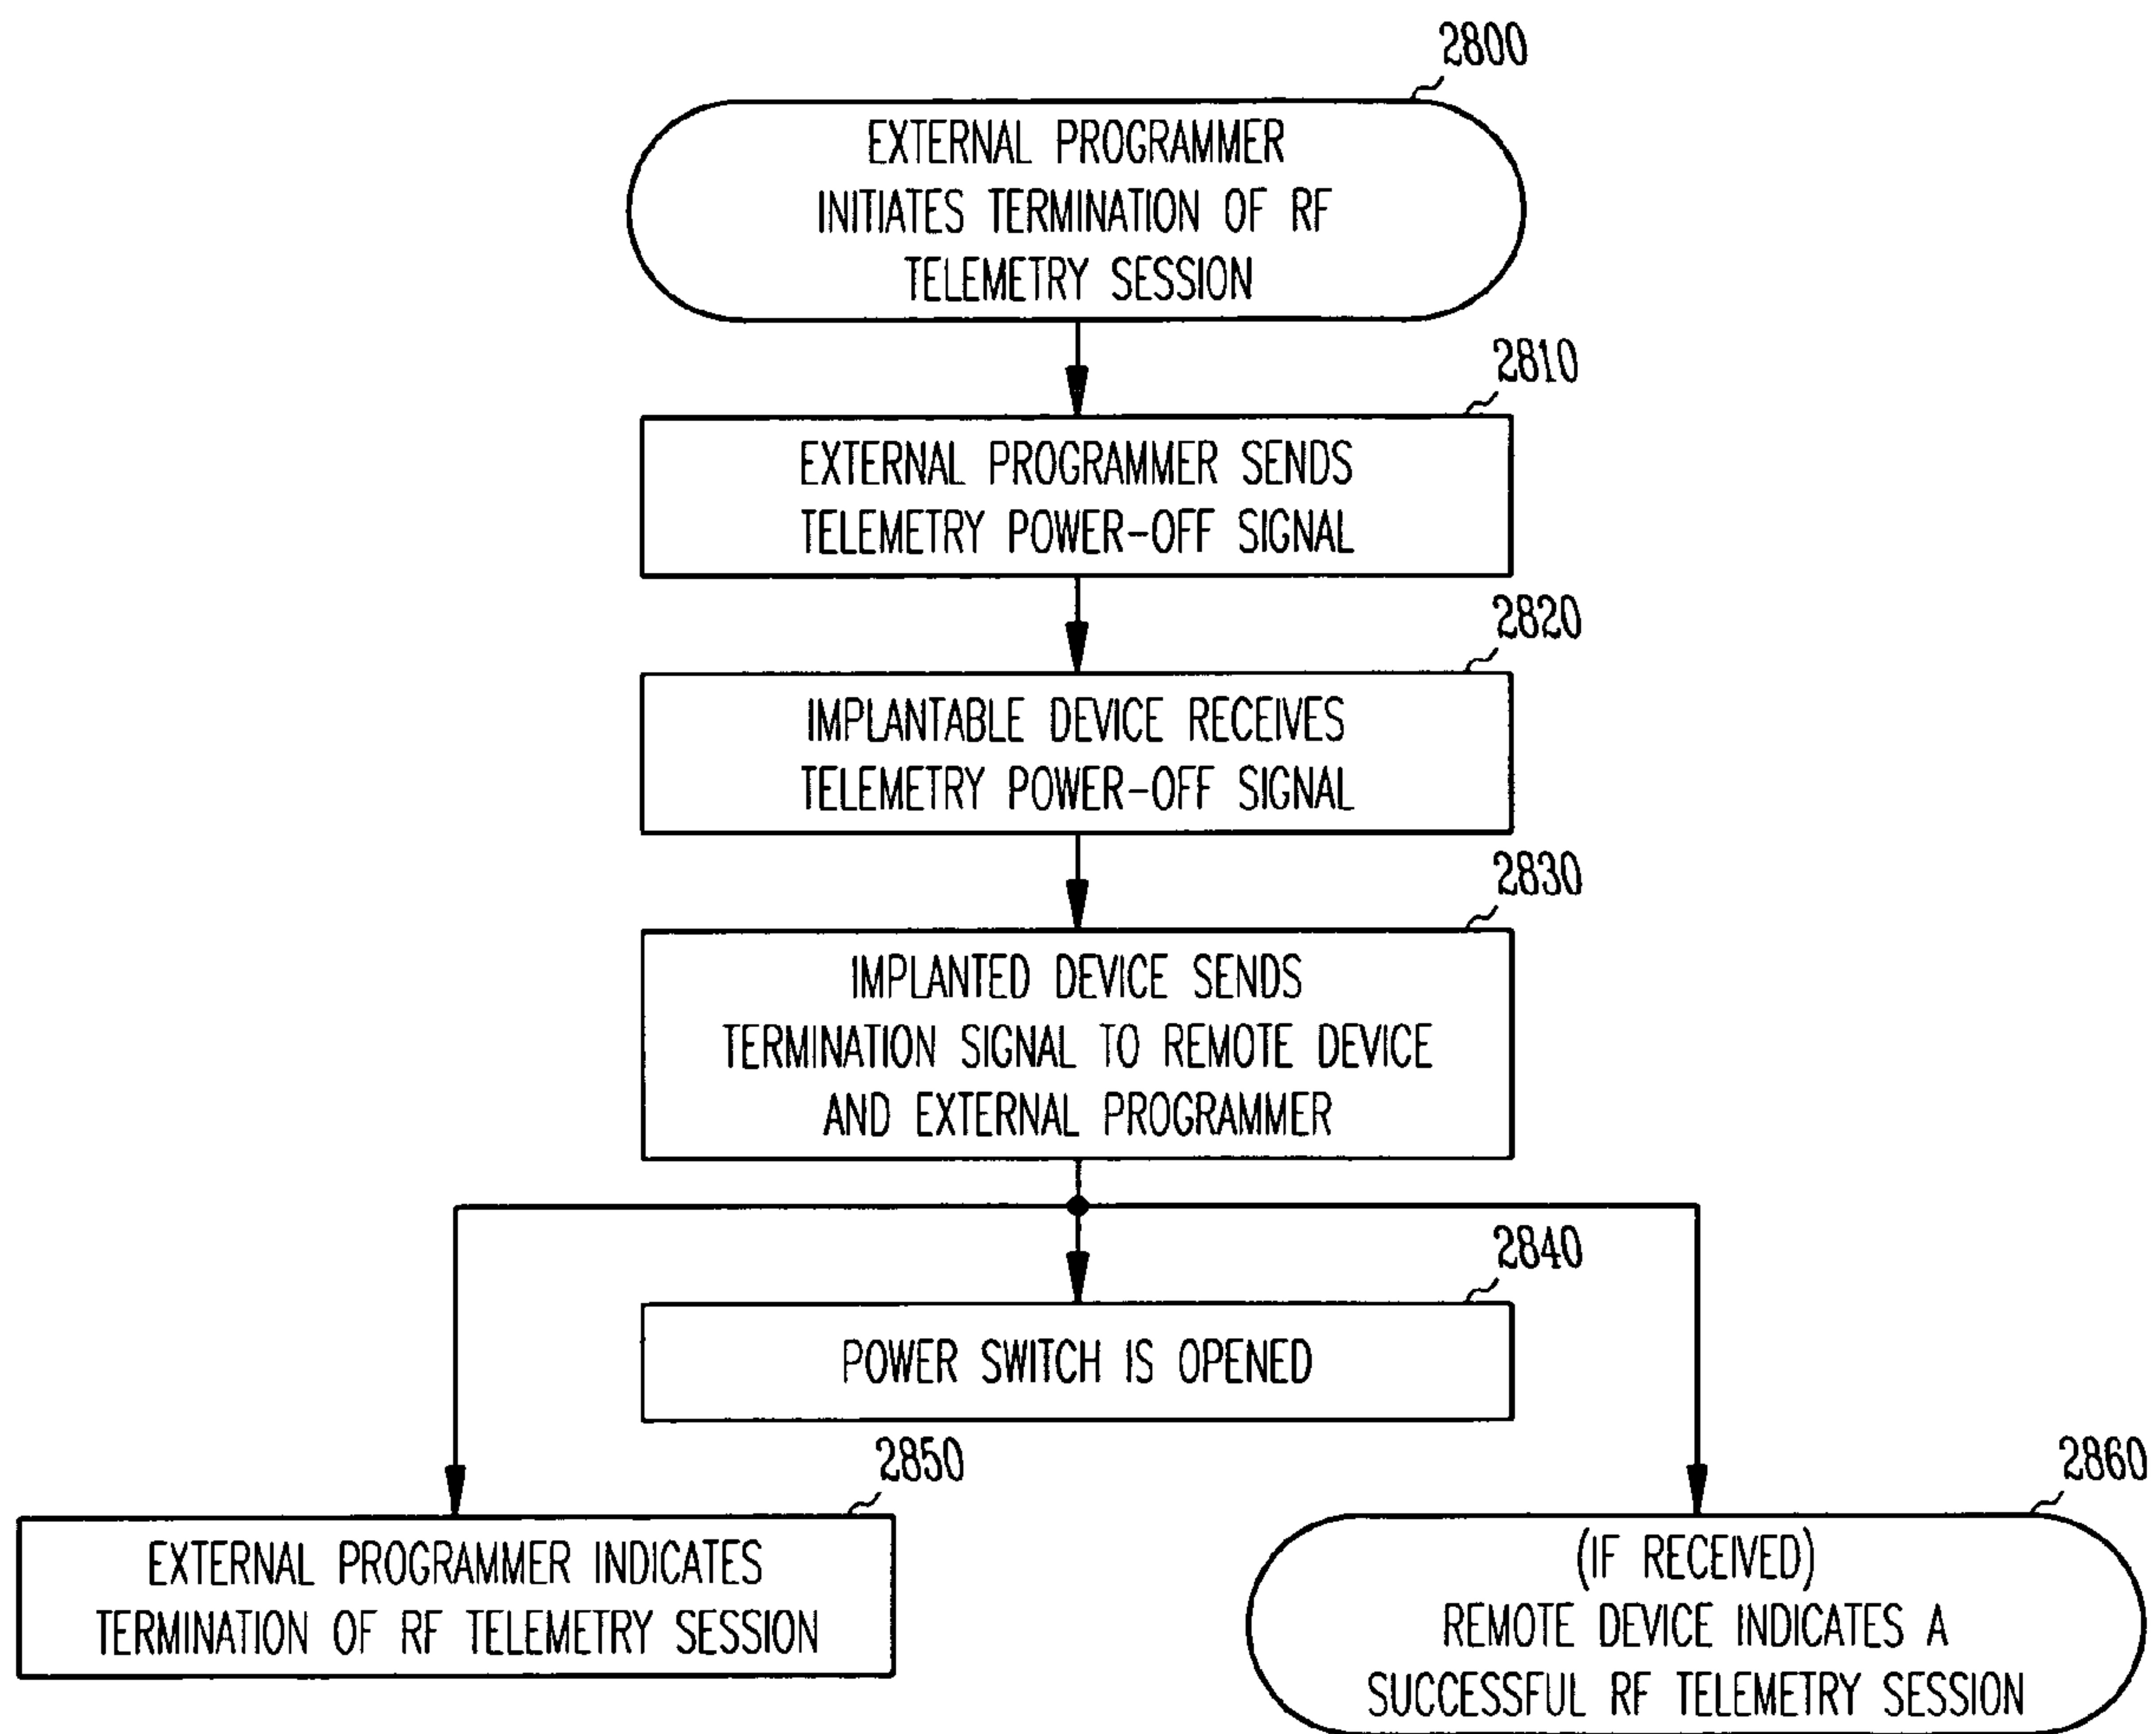 2800
EXTERNAL PROGRAMMER
INITIATES TERMINATION OF RF
TELEMETRY SESSION
2810
EXTERNAL PROGRAMMER SENDS
TELEMETRY POWER-OFF SIGNAL
2820
IMPLANTABLE DEVICE RECEIVES
TELEMETRY POWER-OFF SIGNAL
2830
IMPLANTED DEVICE SENDS
TERMINATION SIGNAL TO REMOTE DEVICE
AND EXTERNAL PROGRAMMER
2840
POWER SWITCH IS OPENED
2850
EXTERNAL PROGRAMMER INDICATES
TERMINATION OF RF TELEMETRY SESSION
2860
(IF RECEIVED)
REMOTE DEVICE INDICATES A
SUCCESSFUL RF TELEMETRY SESSION